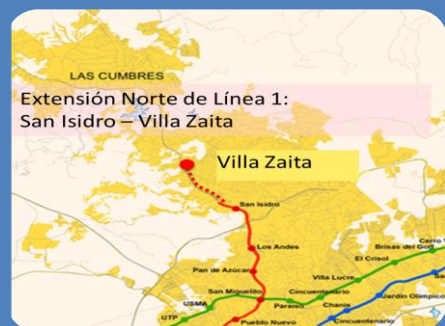 LAS CUMBRES
Extensión Norte de Línea 1:
San Isidro – Villa Zaita
Villa Zaita
San Isidro
Los Andes
Cerro
Brisas del Golf
El Crisol
Pan de Azúcar
Villa Lucre
San Miguelito
Cincuentenario
USMA
Paraíso
Jardín Olímpico
Chanis
UTP
Pueblo Nuevo
Cincuentenario